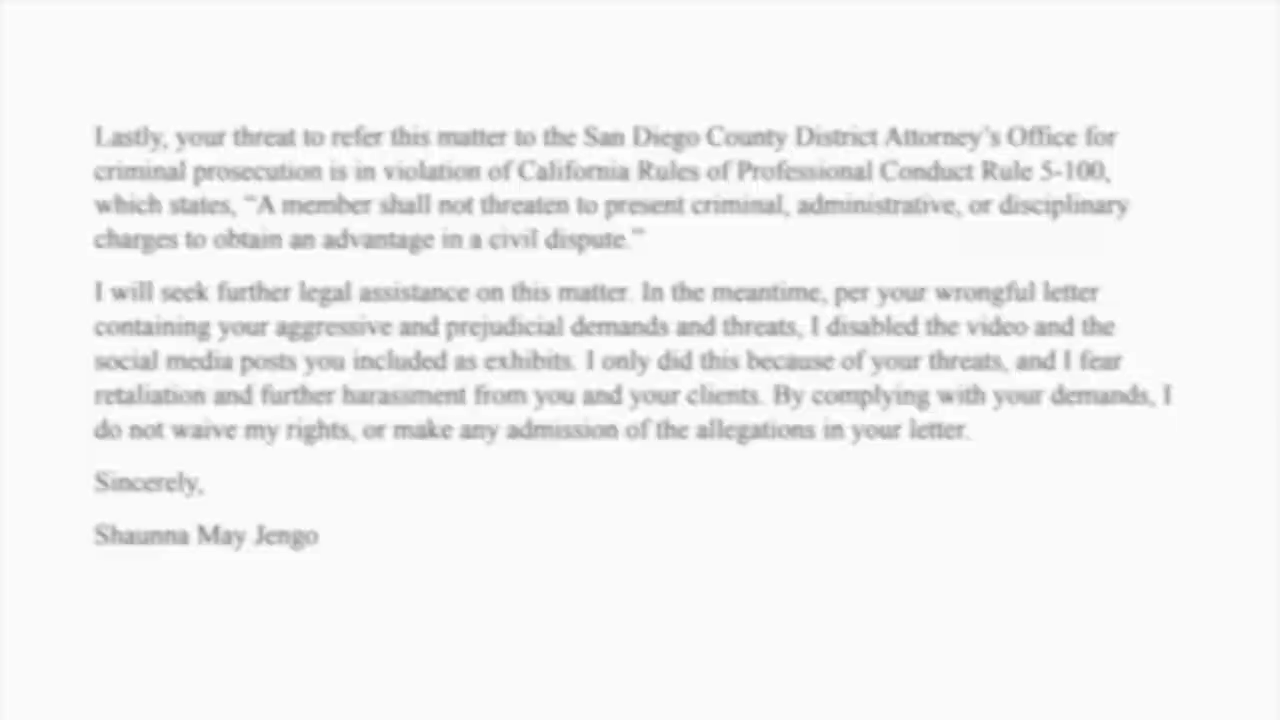 Lastly, your threat to refer this matter to the San Diego County District Attorney's Office for
criminal prosecution is in violation of California Rules of Professional Conduct Rule 5-100,
which states, "A member shall not threaten to present criminal, administrative, or disciplinary
charges to obtain an advantage in a civil dispute."
I will seek further legal assistance on this matter. In the meantime, per your wrongful letter
containing your aggressive and prejudicial demands and threats, I disabled the video and the
social media posts you included as exhibits. I only did this because of your threats, and I fear
retaliation and further harassment from you and your clients. By complying with your demands, I
do not waive my rights, or make any admission of the allegations in your letter.
Sincerely,
Shaunna May Jengo